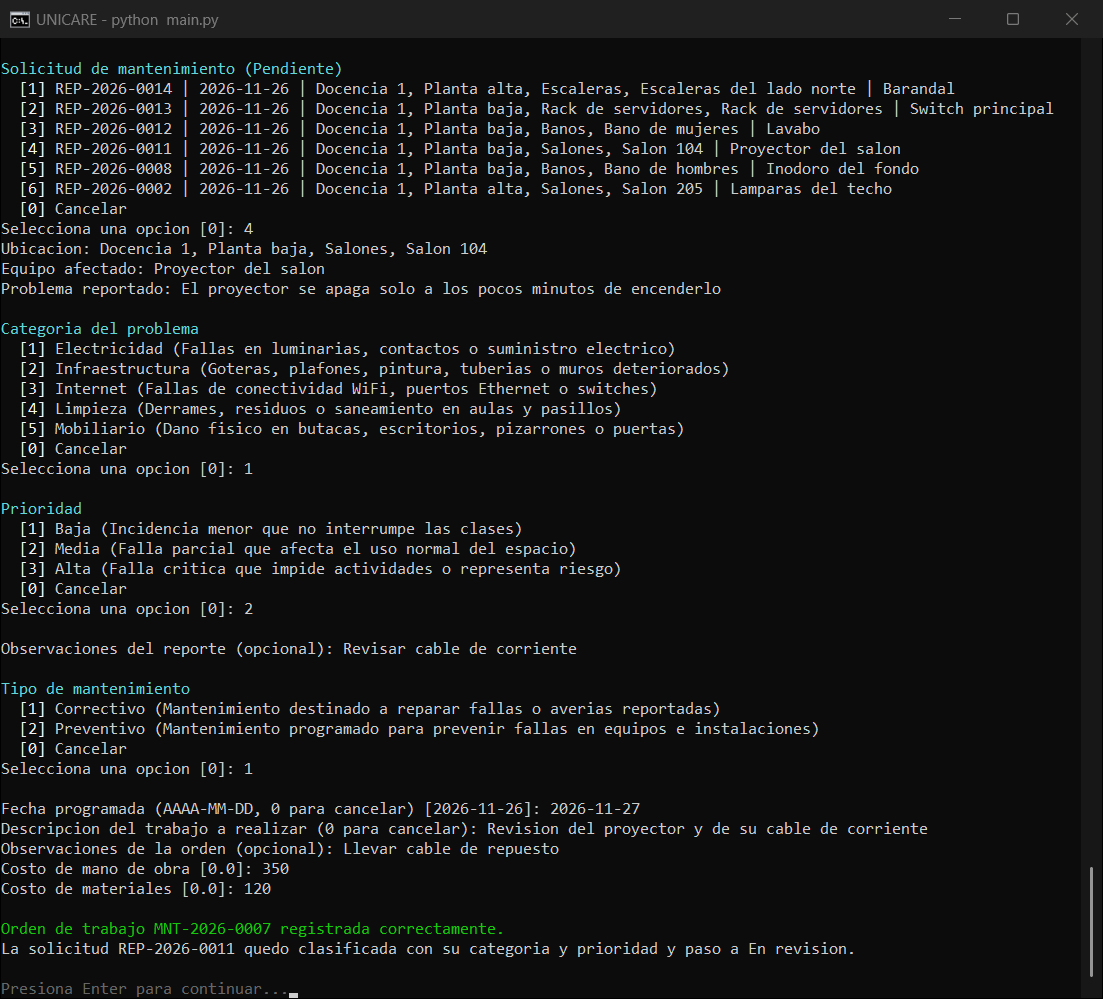 UNICARE - python  main.py
Solicitud de mantenimiento (Pendiente)
[1] REP-2026-0014 | 2026-11-26 | Docencia 1, Planta alta, Escaleras, Escaleras del lado norte | Barandal
[2] REP-2026-0013 | 2026-11-26 | Docencia 1, Planta baja, Rack de servidores, Rack de servidores | Switch principal
[3] REP-2026-0012 | 2026-11-26 | Docencia 1, Planta baja, Banos, Bano de mujeres | Lavabo
[4] REP-2026-0011 | 2026-11-26 | Docencia 1, Planta baja, Salones, Salon 104 | Proyector del salon
[5] REP-2026-0008 | 2026-11-26 | Docencia 1, Planta baja, Banos, Bano de hombres | Inodoro del fondo
[6] REP-2026-0002 | 2026-11-26 | Docencia 1, Planta alta, Salones, Salon 205 | Lamparas del techo
[0] Cancelar
Selecciona una opcion [0]: 4
Ubicacion: Docencia 1, Planta baja, Salones, Salon 104
Equipo afectado: Proyector del salon
Problema reportado: El proyector se apaga solo a los pocos minutos de encenderlo
Categoria del problema
[1] Electricidad (Fallas en luminarias, contactos o suministro electrico)
[2] Infraestructura (Goteras, plafones, pintura, tuberias o muros deteriorados)
[3] Internet (Fallas de conectividad WiFi, puertos Ethernet o switches)
[4] Limpieza (Derrames, residuos o saneamiento en aulas y pasillos)
[5] Mobiliario (Dano fisico en butacas, escritorios, pizarrones o puertas)
[0] Cancelar
Selecciona una opcion [0]: 1
Prioridad
[1] Baja (Incidencia menor que no interrumpe las clases)
[2] Media (Falla parcial que afecta el uso normal del espacio)
[3] Alta (Falla critica que impide actividades o representa riesgo)
[0] Cancelar
Selecciona una opcion [0]: 2
Observaciones del reporte (opcional): Revisar cable de corriente
Tipo de mantenimiento
[1] Correctivo (Mantenimiento destinado a reparar fallas o averias reportadas)
[2] Preventivo (Mantenimiento programado para prevenir fallas en equipos e instalaciones)
[0] Cancelar
Selecciona una opcion [0]: 1
Fecha programada (AAAA-MM-DD, 0 para cancelar) [2026-11-26]: 2026-11-27
Descripcion del trabajo a realizar (0 para cancelar): Revision del proyector y de su cable de corriente
Observaciones de la orden (opcional): Llevar cable de repuesto
Costo de mano de obra [0.0]: 350
Costo de materiales [0.0]: 120
Orden de trabajo MNT-2026-0007 registrada correctamente.
La solicitud REP-2026-0011 quedo clasificada con su categoria y prioridad y paso a En revision.
Presiona Enter para continuar...